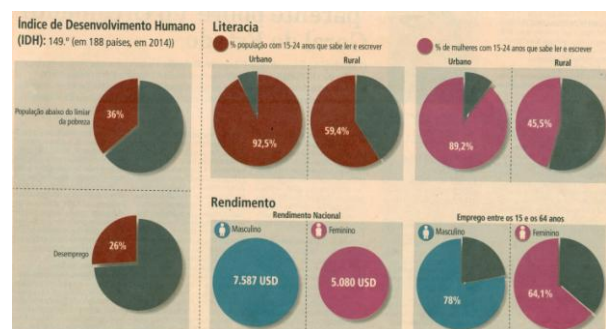 Índice de Desenvolvimento Humano
(IDH): 149.º (em 188 países, em 2014))
População abaixo do limiar
da pobreza
36%
Desemprego
26%
Literacia
% população com 15-24 anos que sabe ler e escrever
Urbano
Rural
92,5%
59,4%
% de mulheres com 15-24 anos que sabe ler e escrever
Urbano
Rural
89,2%
45,5%
Rendimento
Rendimento Nacional
Masculino
Feminino
7.587 USD
5.080 USD
Emprego entre os 15 e os 64 anos
Masculino
Feminino
78%
64,1%